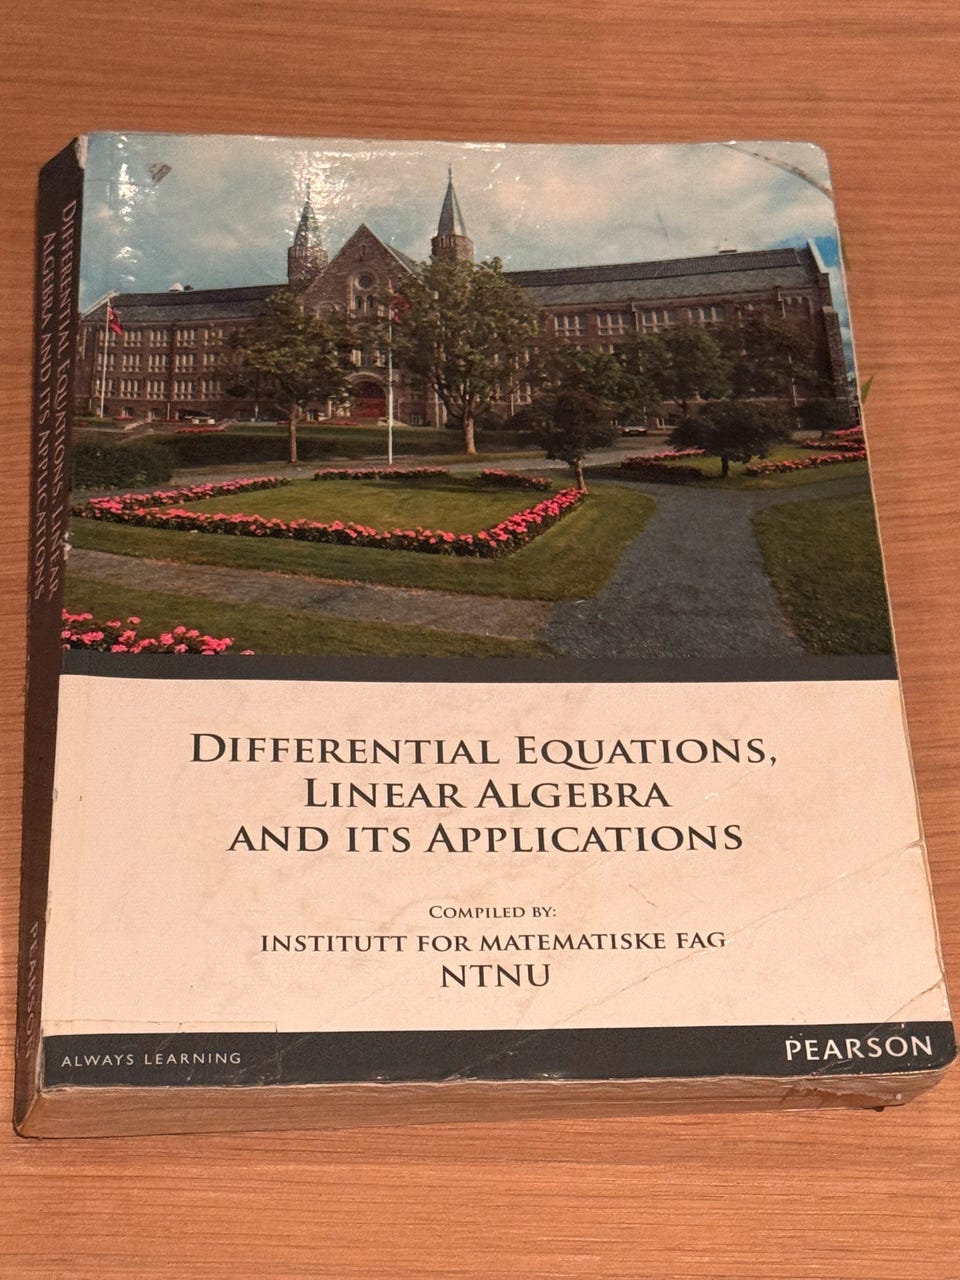 DIFFERENTIAL EQUATIONS, LINEAR
ALGEBRA AND ITS APPLICATIONS
PEARSON
DIFFERENTIAL EQUATIONS,
LINEAR ALGEBRA
AND ITS APPLICATIONS
COMPILED BY:
INSTITUTT FOR MATEMATISKE FAG
NTNU
ALWAYS LEARNING
PEARSON